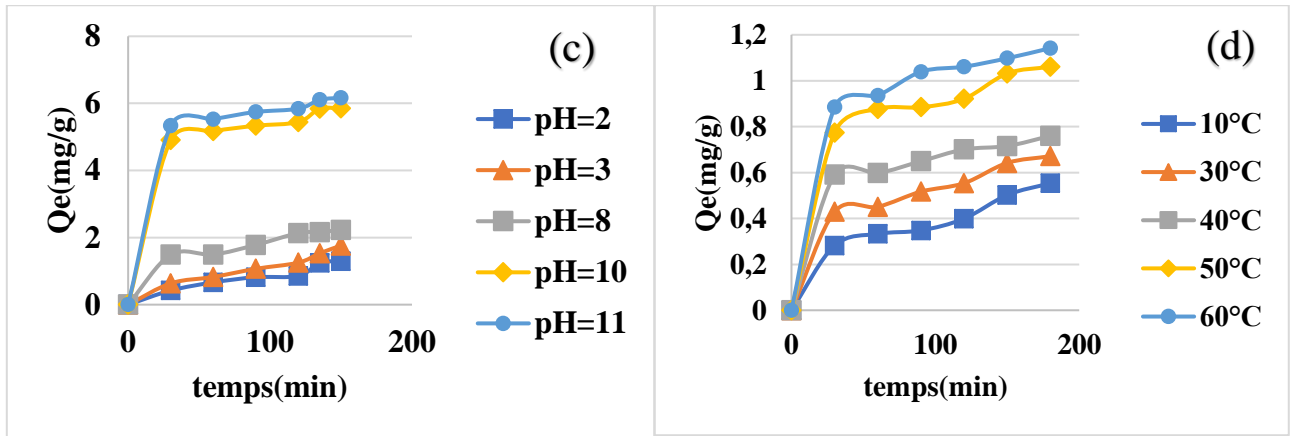 (c)
Qe(mg/g)
8
6
4
2
0
0 100 200
temps(min)
pH=2
pH=3
pH=8
pH=10
pH=11
(d)
Qe(mg/g)
1,2
1
0,8
0,6
0,4
0,2
0
0 100 200
temps(min)
10°C
30°C
40°C
50°C
60°C